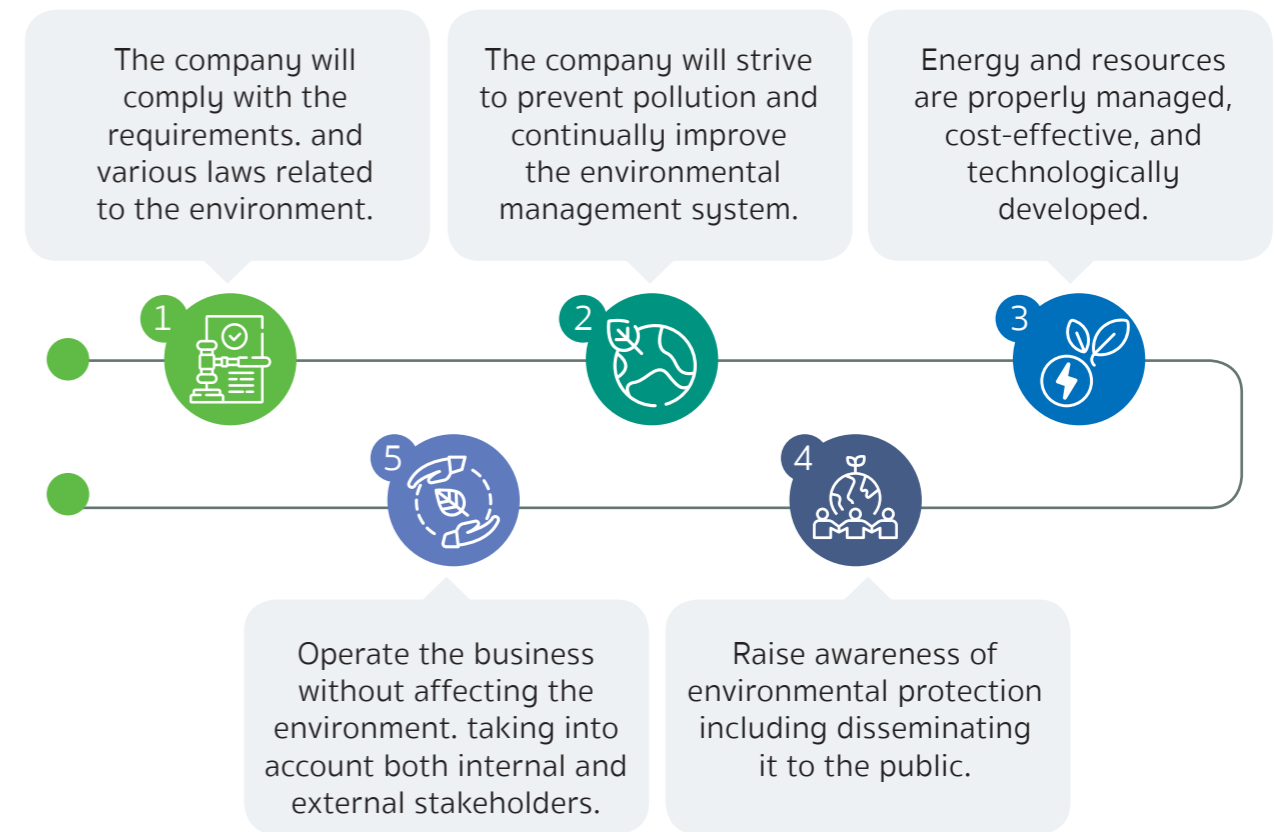 The company will
comply with the
requirements. and
various laws related
to the environment.
1
The company will strive
to prevent pollution and
continually improve
the environmental
management system.
2
Energy and resources
are properly managed,
cost-effective, and
technologically
developed.
3
4
Raise awareness of
environmental protection
including disseminating
it to the public.
5
Operate the business
without affecting the
environment. taking into
account both internal and
external stakeholders.